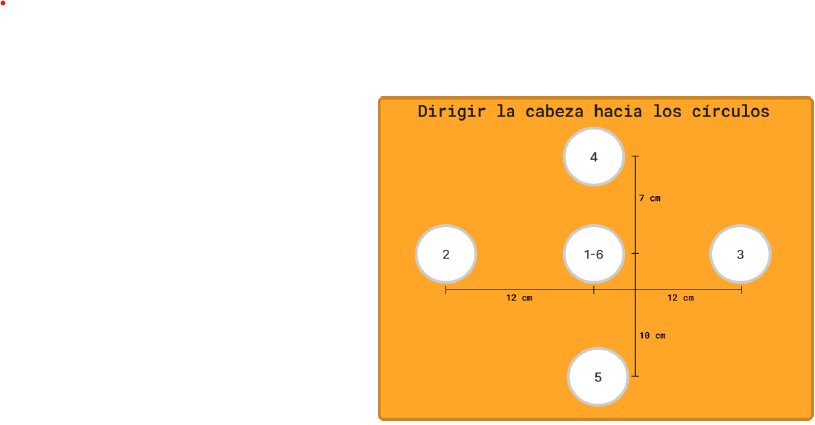 Dirigir la cabeza hacia los círculos
4
7 cm
2
1-6
3
12 cm
12 cm
10 cm
5